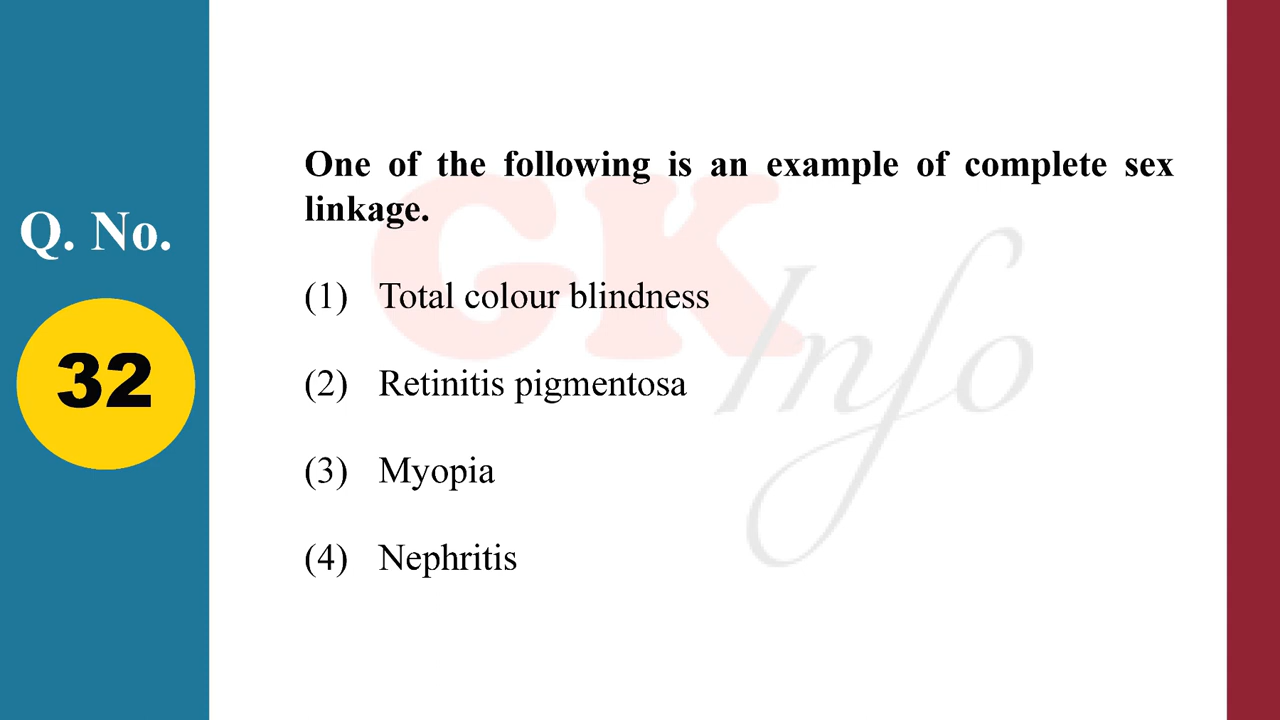 One of the following is an example of complete sex
linkage.
Q. No.
32
(1) Total colour blindness
(2) Retinitis pigmentosa
(3) Myopia
(4) Nephritis
GK
Info